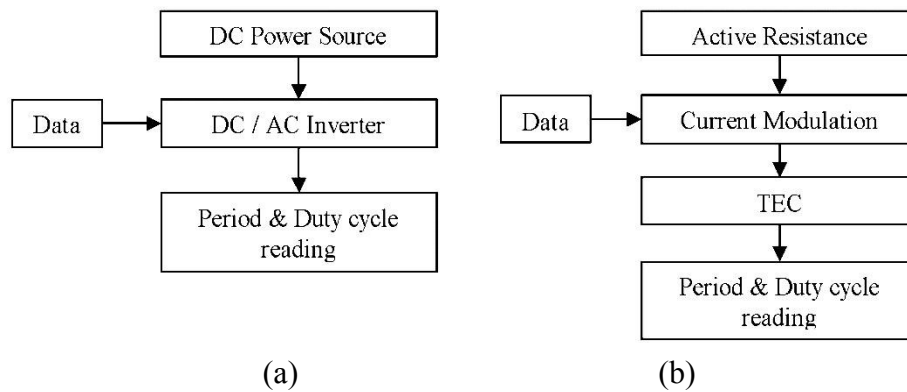 DC Power Source
Data
DC / AC Inverter
Period & Duty cycle
reading
(a)
Active Resistance
Data
Current Modulation
TEC
Period & Duty cycle
reading
(b)